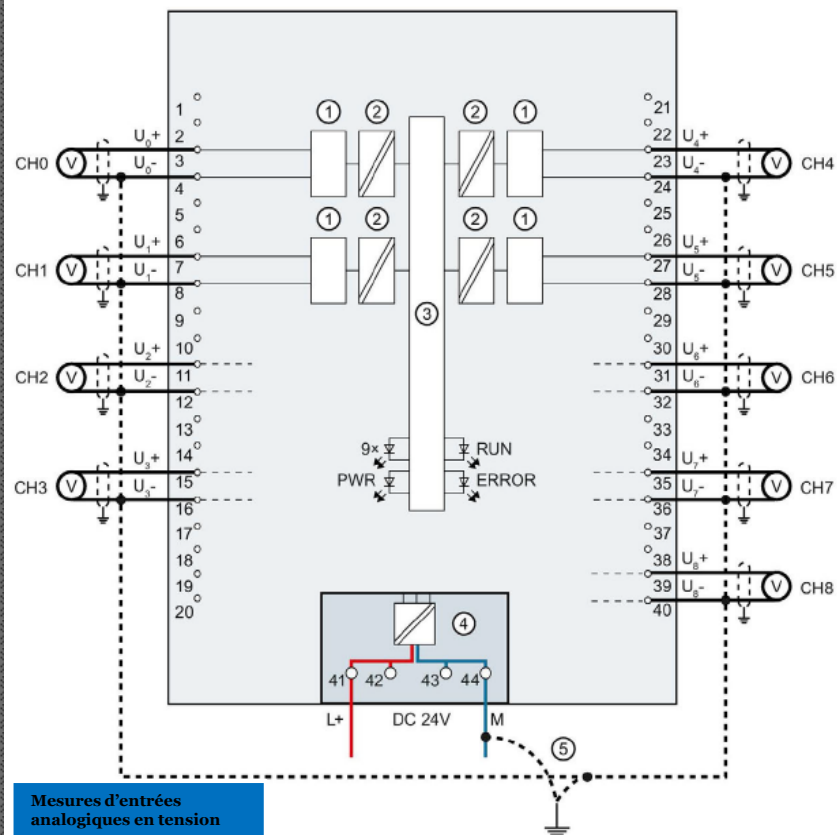 1 21
① ② ② ①
U0+ 2 22 U4+
CH0 V 3 23 V CH4
U0- 4 24 U4-
5 25
① ② ② ①
U1+ 6 26 U5+
CH1 V 7 27 V CH5
U1- 8 28 U5-
9 29
③
U2+ 10 30 U6+
CH2 V 11 31 V CH6
U2- 12 32 U6-
13 33
9× RUN
U3+ 14 34 U7+
PWR ERROR
CH3 V 15 35 V CH7
U3- 16 36 U7-
17 37
18 38 U8+
19 39 V CH8
20 40 U8-
④
41 42 43 44
L+ DC 24V M
⑤
Mesures d'entrées
analogiques en tension